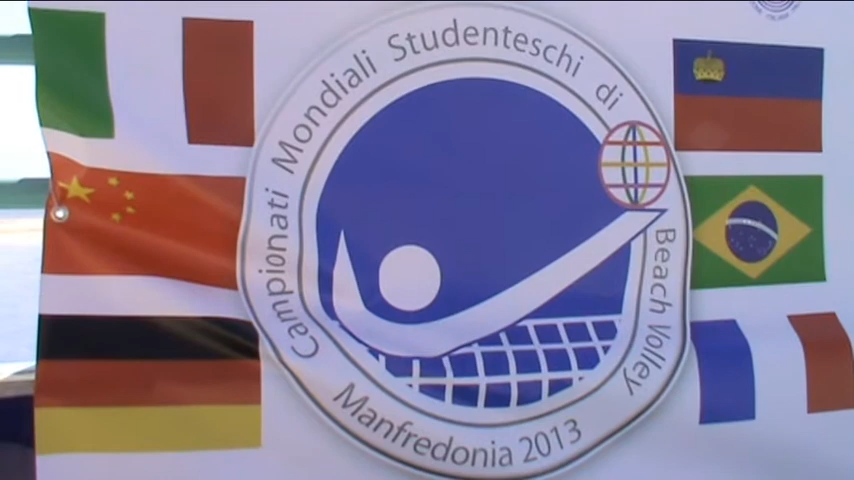 Campionati Mondiali Studenteschi di
Beach Volley
Manfredonia 2013